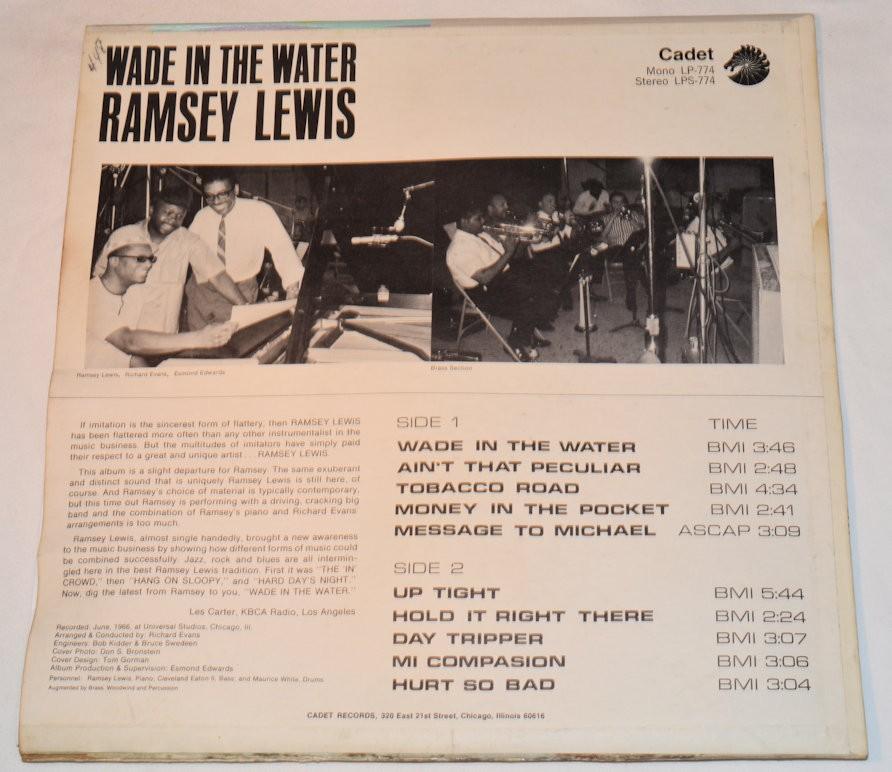 #48
WADE IN THE WATER
RAMSEY LEWIS
Cadet
Mono LP-774
Stereo LPS-774
Ramsey Lewis, Richard Evans, Esmond Edwards
Brass Section
If imitation is the sincerest form of flattery, then RAMSEY LEWIS
has been flattered more often than any other instrumentalist in the
music business. But the multitudes of imitators have simply paid
their respect to a great and unique artist . . . RAMSEY LEWIS.
This album is a slight departure for Ramsey. The same exuberant
and distinct sound that is uniquely Ramsey Lewis is still here, of
course. And Ramsey's choice of material is typically contemporary,
but this time out Ramsey is performing with a driving, cracking big
band and the combination of Ramsey's piano and Richard Evans'
arrangements is too much.
Ramsey Lewis, almost single handedly, brought a new awareness
to the music business by showing how different forms of music could
be combined successfully. Jazz, rock and blues are all intermin-
gled here in the best Ramsey Lewis tradition. First it was "THE 'IN'
CROWD," then "HANG ON SLOOPY," and "HARD DAY'S NIGHT."
Now, dig the latest from Ramsey to you, "WADE IN THE WATER."
Les Carter, KBCA Radio, Los Angeles
Recorded: June, 1966, at Universal Studios, Chicago, Ill.
Arranged & Conducted by: Richard Evans
Engineers: Bob Kidder & Bruce Swedeen
Cover Photo: Don S. Bronstein
Cover Design: Tom Gorman
Album Production & Supervision: Esmond Edwards
Personnel: Ramsey Lewis, Piano, Cleveland Eaton II, Bass, and Maurice White, Drums
Augmented by Brass, Woodwind and Percussion
SIDE 1 TIME
WADE IN THE WATER BMI 3:46
AIN'T THAT PECULIAR BMI 2:48
TOBACCO ROAD BMI 4:34
MONEY IN THE POCKET BMI 2:41
MESSAGE TO MICHAEL ASCAP 3:09
SIDE 2
UP TIGHT BMI 5:44
HOLD IT RIGHT THERE BMI 2:24
DAY TRIPPER BMI 3:07
MI COMPASION BMI 3:06
HURT SO BAD BMI 3:04
CADET RECORDS, 320 East 21st Street, Chicago, Illinois 60616